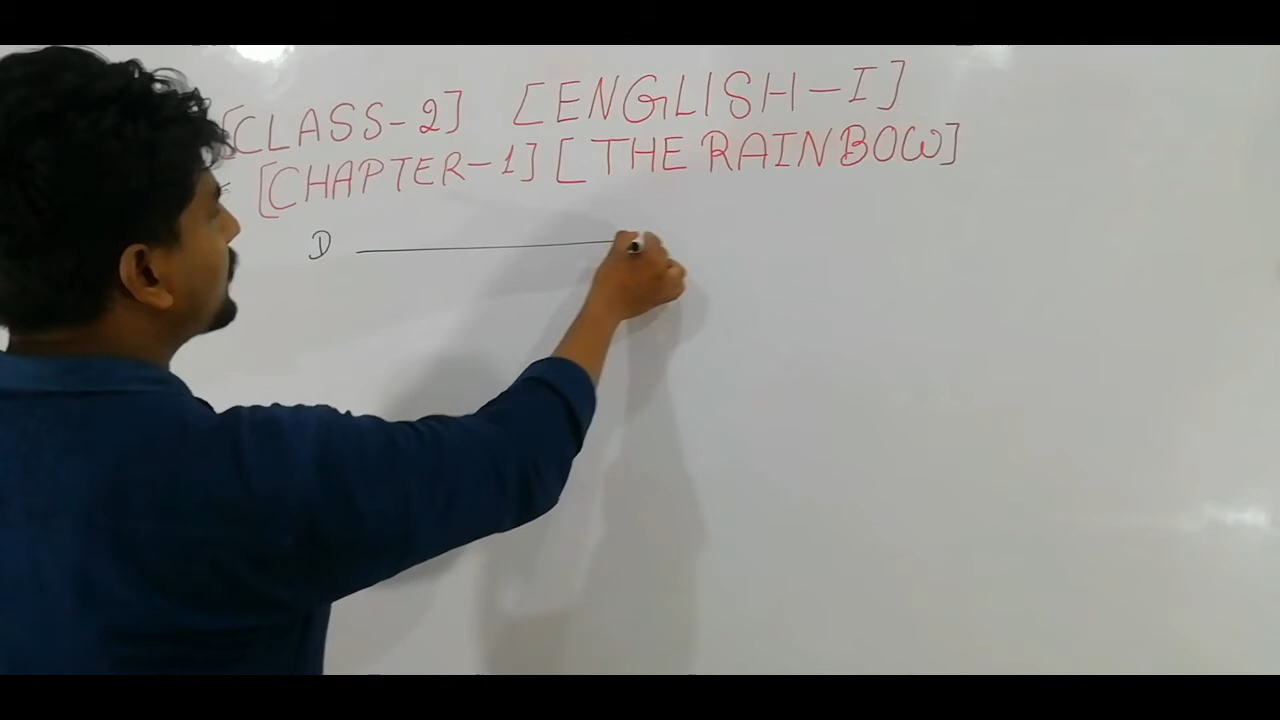 [CLASS-2] [ENGLISH-I]
[CHAPTER-1] [THE RAINBOW]
D